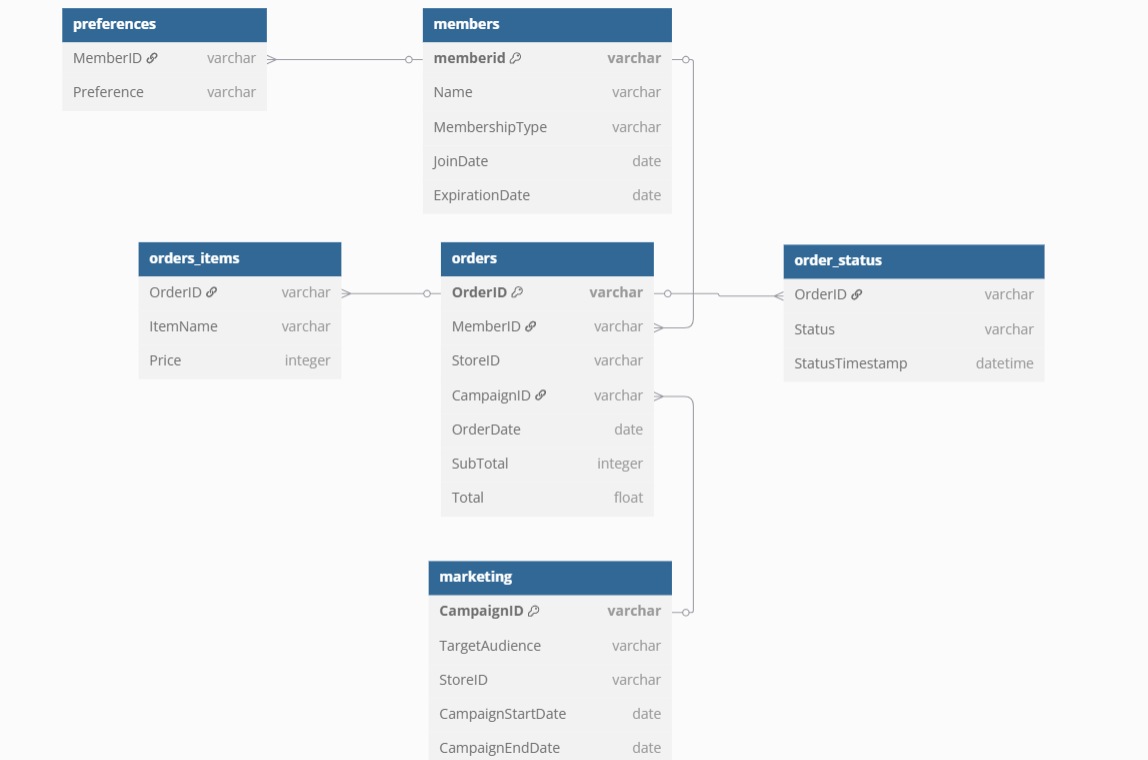 preferences
MemberID varchar
Preference varchar
members
memberid varchar
Name varchar
MembershipType varchar
JoinDate date
ExpirationDate date
orders_items
OrderID varchar
ItemName varchar
Price integer
orders
OrderID varchar
MemberID varchar
StoreID varchar
CampaignID varchar
OrderDate date
SubTotal integer
Total float
order_status
OrderID varchar
Status varchar
StatusTimestamp datetime
marketing
CampaignID varchar
TargetAudience varchar
StoreID varchar
CampaignStartDate date
CampaignEndDate date